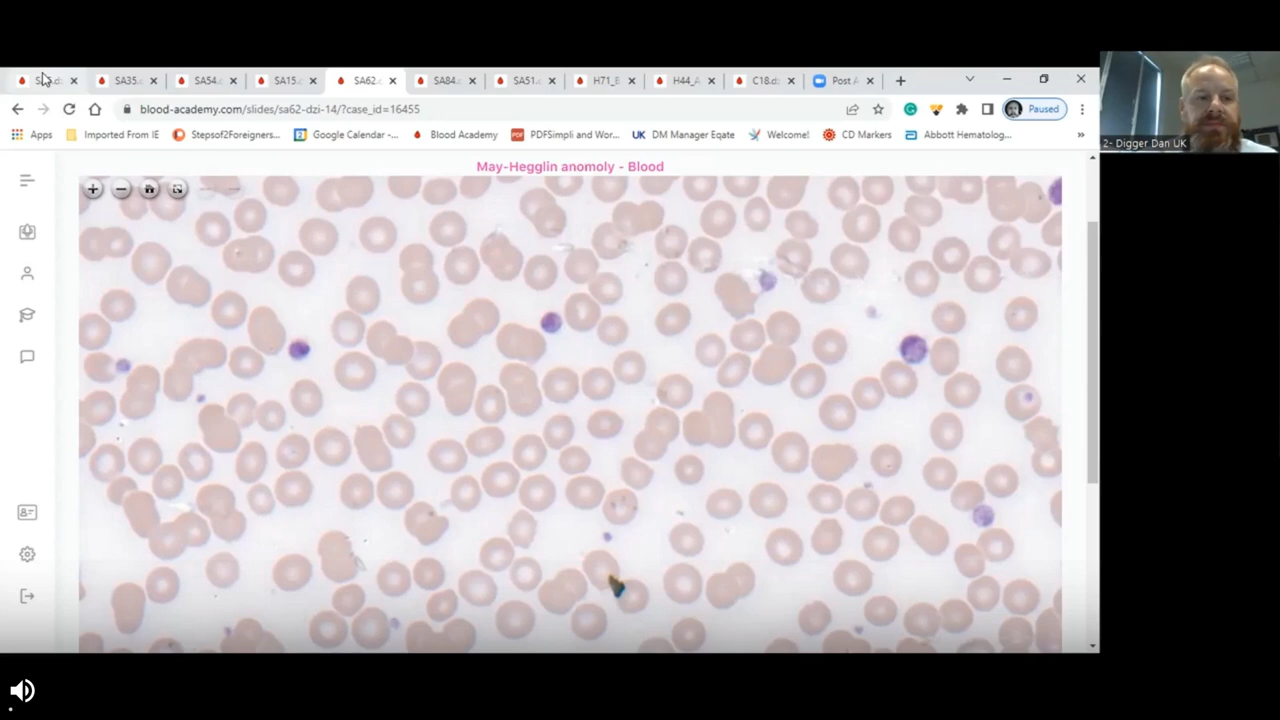 SA35.
SA54.
SA15.
SA62.
SA84.
SA51.
H71_E
H44_A
C18.d
Post A
blood-academy.com/slides/sa62-dzi-14/?case_id=16455
Paused
Apps
Imported From IE
Stepsof2Foreigners...
Google Calendar -...
Blood Academy
PDFSimpli and Wor...
UK DM Manager Eqate
Welcome!
CD Markers
Abbott Hematolog...
»
2- Digger Dan UK
May-Hegglin anomoly - Blood